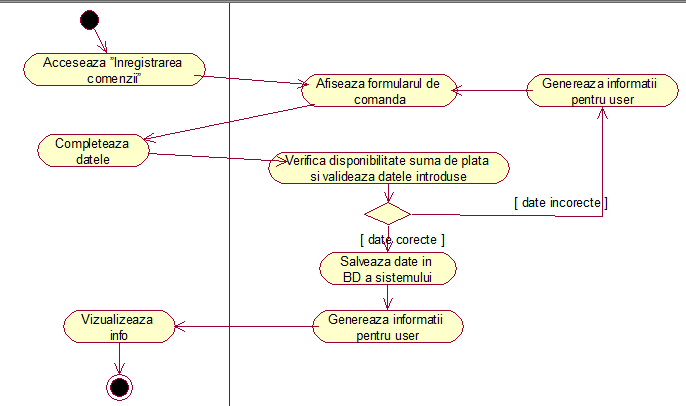 Acceseaza ”Inregistrarea
comenzii”
Afiseaza formularul de
comanda
Genereaza informatii
pentru user
Completeaza
datele
Verifica disponibilitate suma de plata
si valideaza datele introduse
[ date incorecte ]
[ date corecte ]
Salveaza date in
BD a sistemului
Vizualizeaza
info
Genereaza informatii
pentru user